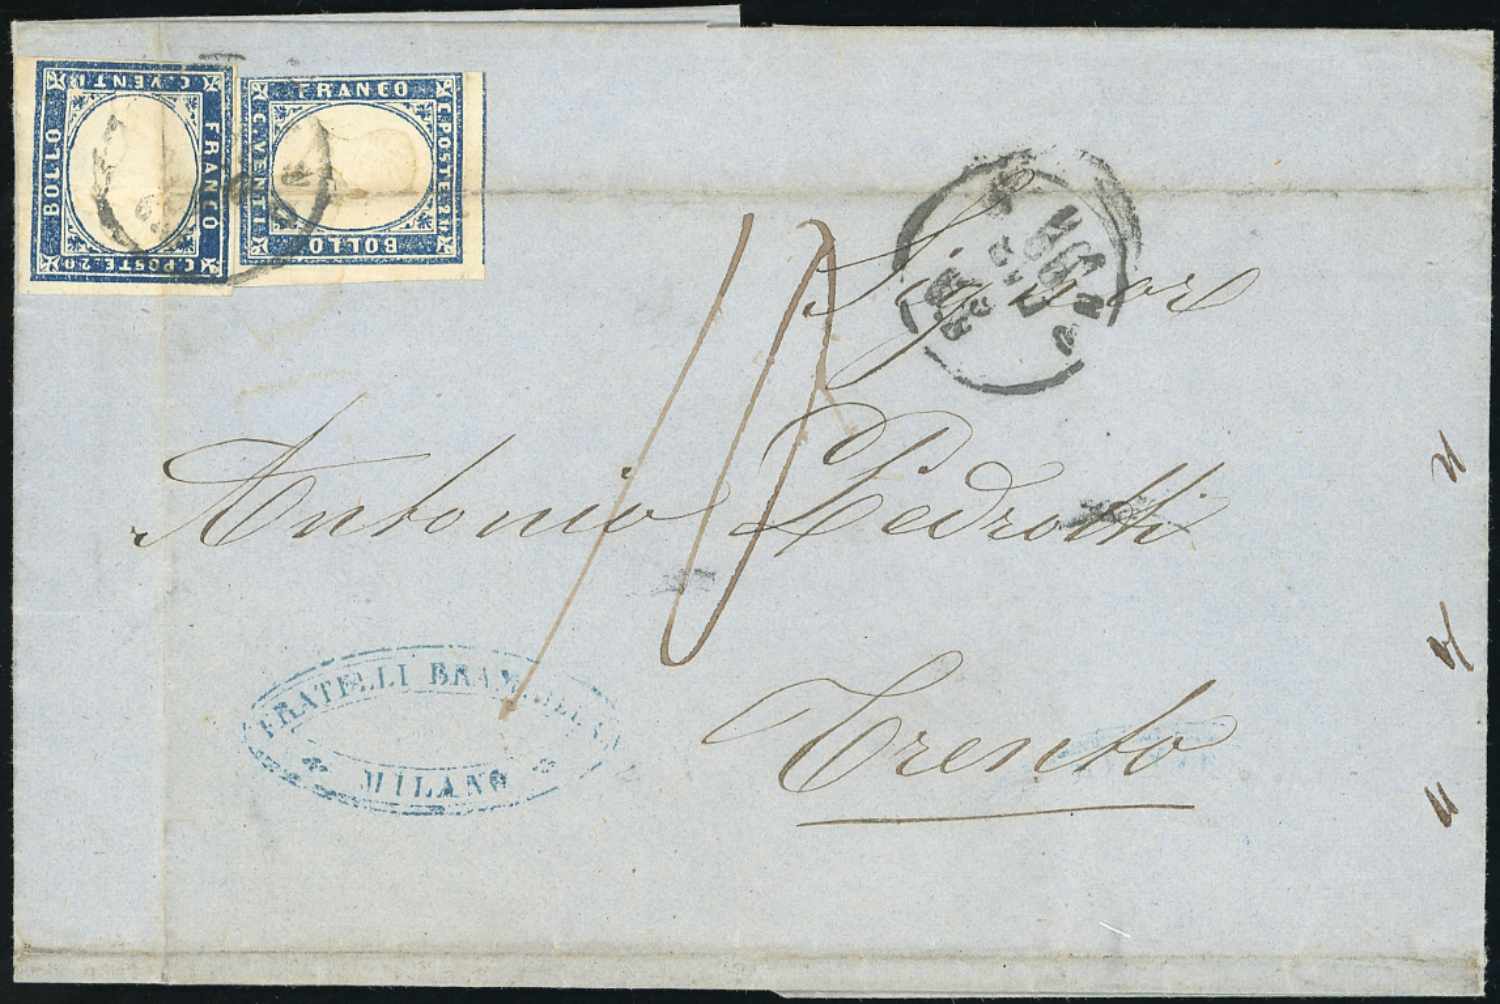 FRANCO
BOLLO
C. POSTE. 20
C. VENTI
FRANCO
C. POSTE. 20
BOLLO
C. VENTI
Signor
Antonio Pedrotti
Trento
FRATELLI
MILANO